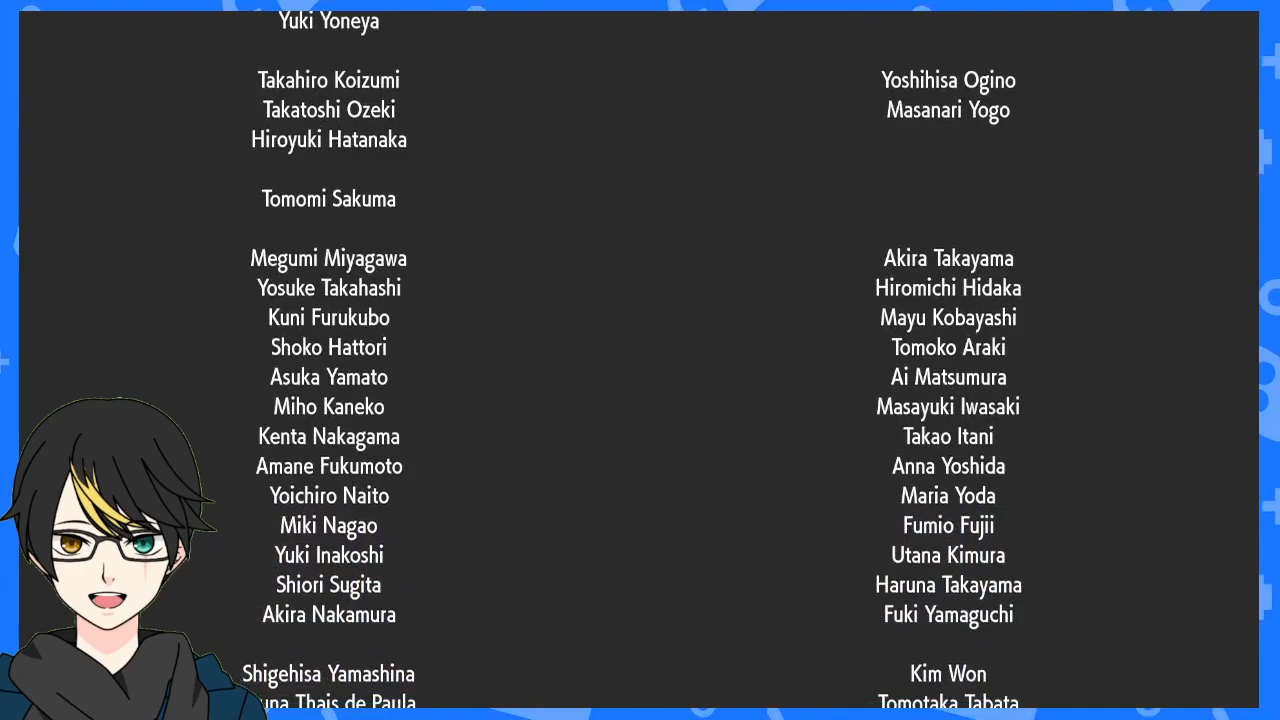 Yuki Yoneya
Takahiro Koizumi
Yoshihisa Ogino
Takatoshi Ozeki
Masanari Yogo
Hiroyuki Hatanaka
Tomomi Sakuma
Megumi Miyagawa
Akira Takayama
Yosuke Takahashi
Hiromichi Hidaka
Kuni Furukubo
Mayu Kobayashi
Shoko Hattori
Tomoko Araki
Asuka Yamato
Ai Matsumura
Miho Kaneko
Masayuki Iwasaki
Kenta Nakagama
Takao Itani
Amane Fukumoto
Anna Yoshida
Yoichiro Naito
Maria Yoda
Miki Nagao
Fumio Fujii
Yuki Inakoshi
Utana Kimura
Shiori Sugita
Haruna Takayama
Akira Nakamura
Fuki Yamaguchi
Shigehisa Yamashina
Kim Won
Thais de Paula
Tomotaka Tabata